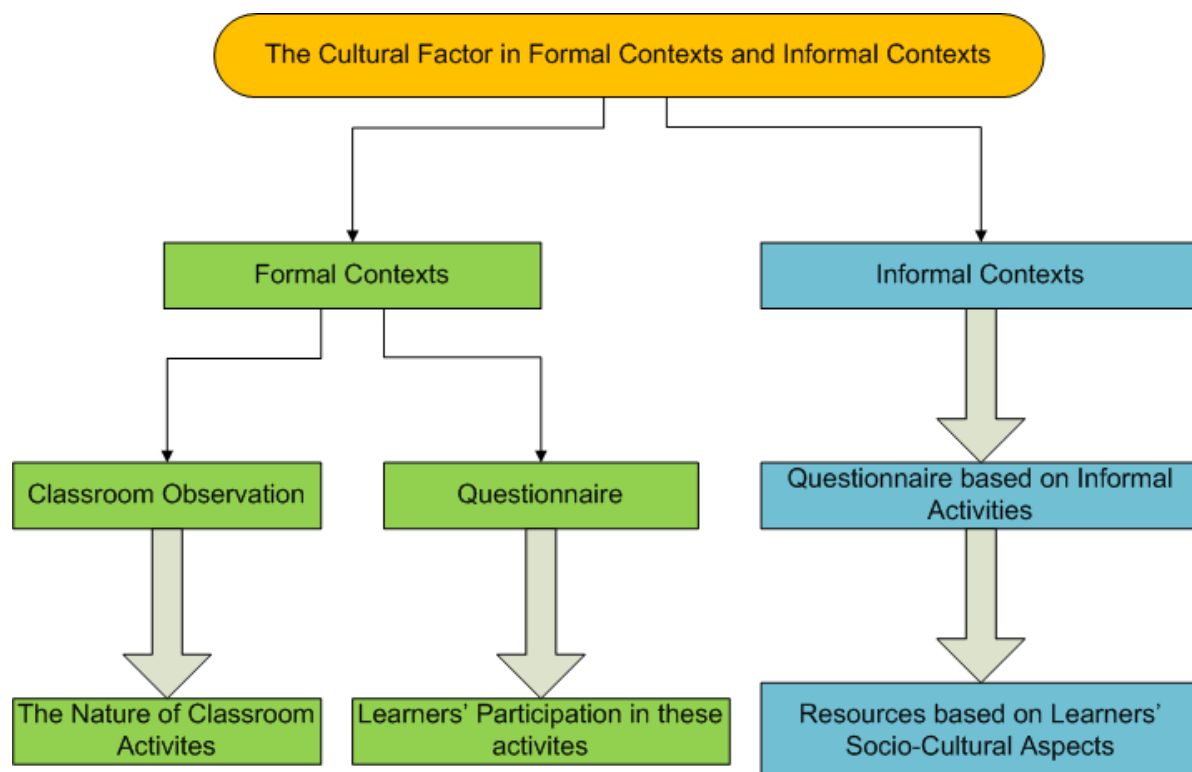 The Cultural Factor in Formal Contexts and Informal Contexts
Formal Contexts
Informal Contexts
Classroom Observation
Questionnaire
Questionnaire based on Informal
Activities
The Nature of Classroom
Activites
Learners’ Participation in these
activites
Resources based on Learners’
Socio-Cultural Aspects